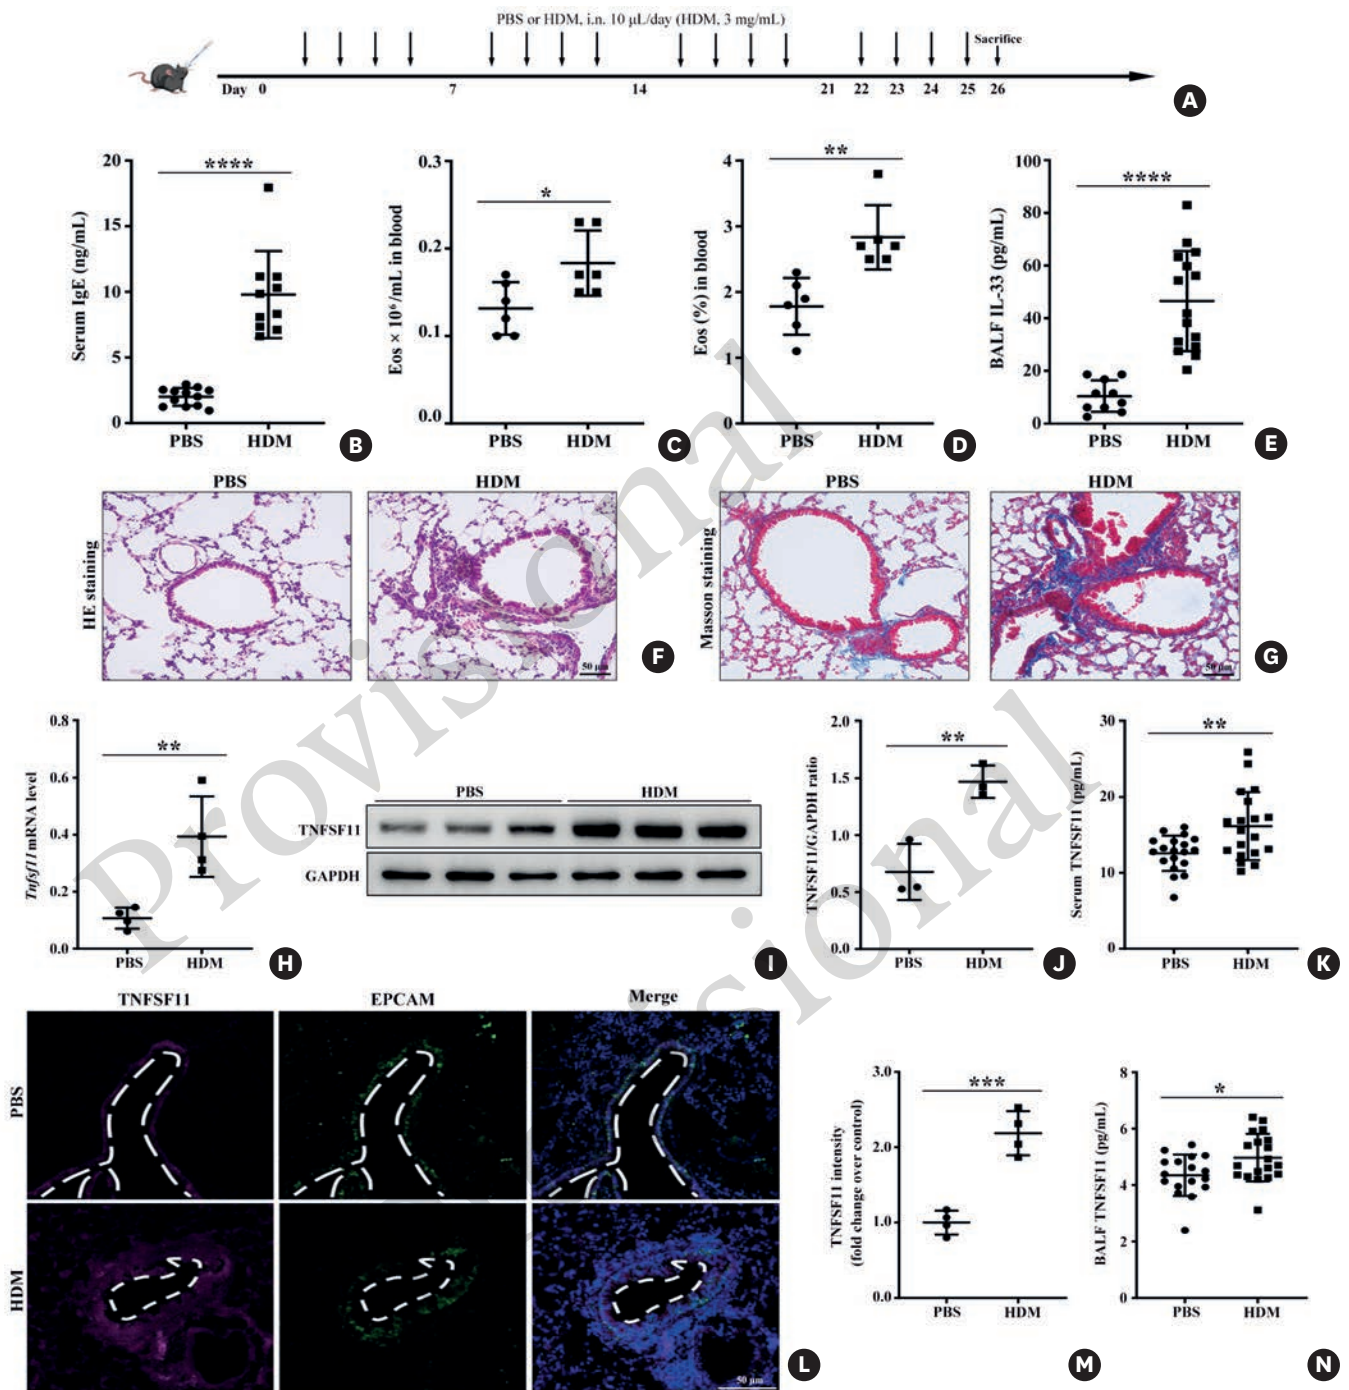 PBS or HDM, i.n. 10 μL/day (HDM, 3 mg/mL)
Sacrifice
Day 0 7 14 21 22 23 24 25 26
A
Serum IgE (ng/mL)
20
15
10
5
0
****
PBS HDM
B
Eos × 10⁶/mL in blood
0.3
0.2
0.1
0.0
*
PBS HDM
C
Eos (%) in blood
4
3
2
1
0
**
PBS HDM
D
BALF IL-33 (pg/mL)
100
80
60
40
20
0
****
PBS HDM
E
PBS HDM
HE staining
50 μm
F
PBS HDM
Masson staining
50 μm
G
Tnfsf11 mRNA level
0.8
0.6
0.4
0.2
0.0
**
PBS HDM
H
PBS HDM
TNFSF11
GAPDH
I
TNFSF11/GAPDH ratio
2.0
1.5
1.0
0.5
0.0
**
PBS HDM
J
Serum TNFSF11 (pg/mL)
30
20
10
0
**
PBS HDM
K
TNFSF11 EPCAM Merge
PBS
HDM
50 μm
L
TNFSF11 intensity
(fold change over control)
3.0
2.0
1.0
0.0
***
PBS HDM
M
BALF TNFSF11 (pg/mL)
8
6
4
2
0
*
PBS HDM
N
Provisional
Provisional